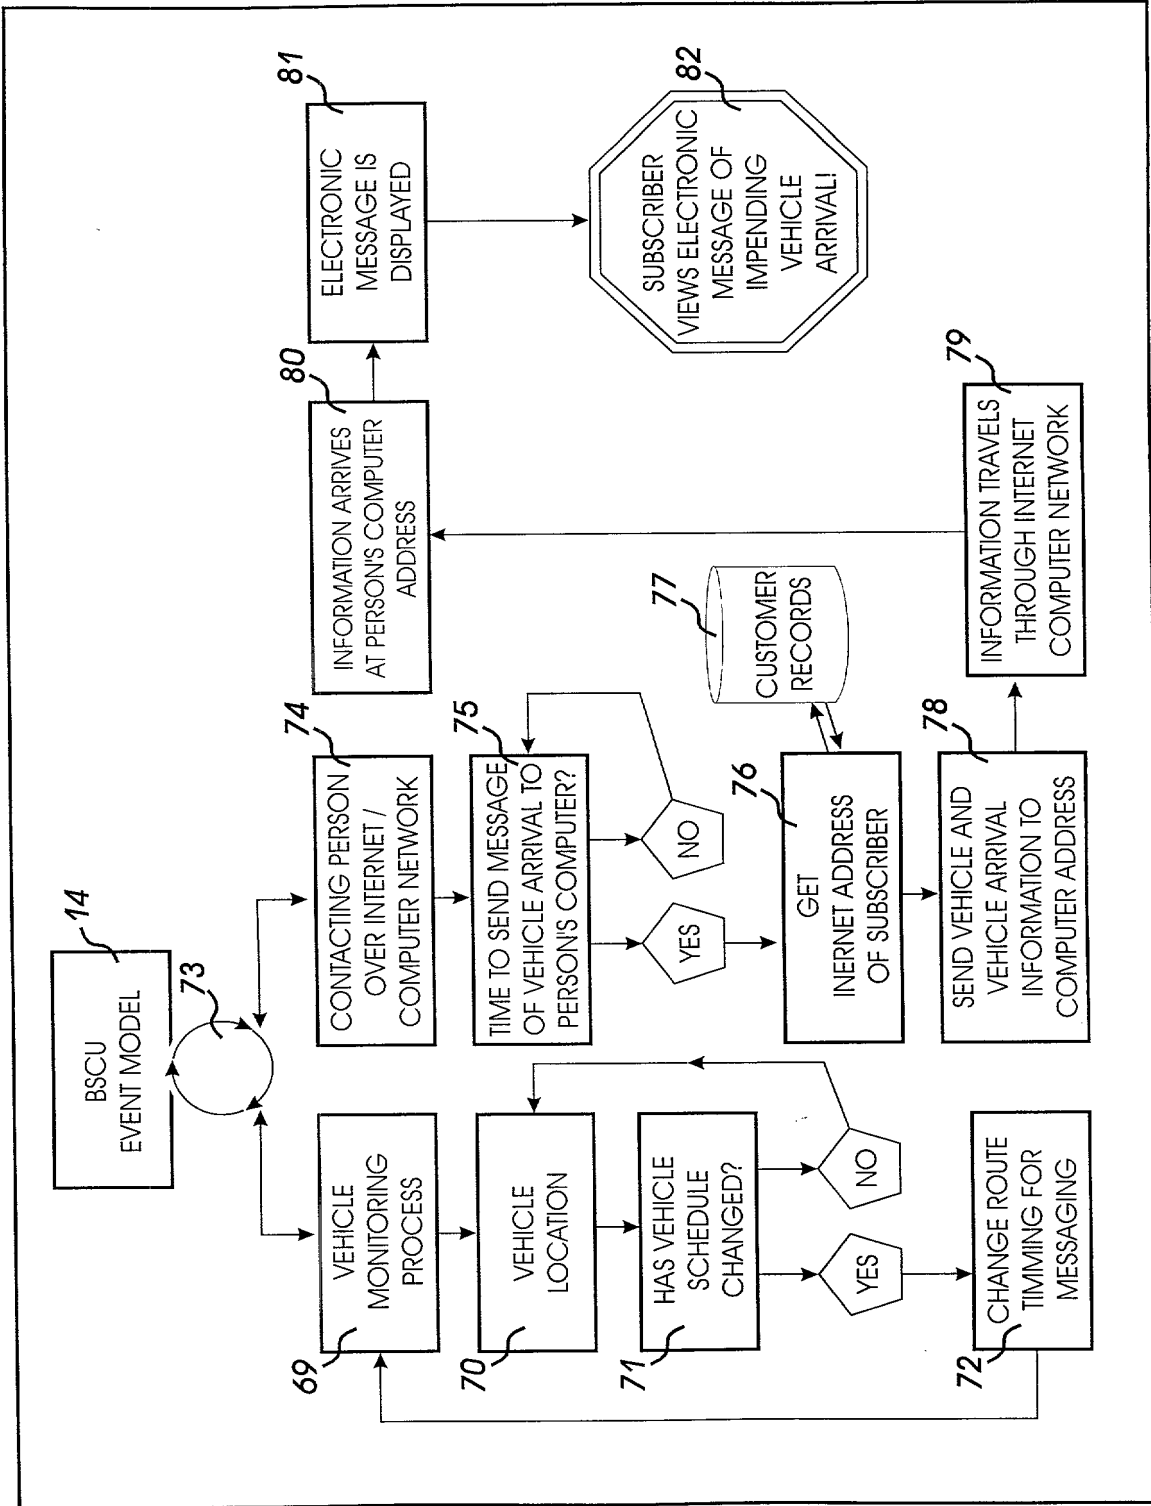 14
BSCU
EVENT MODEL
73
69
VEHICLE
MONITORING
PROCESS
70
VEHICLE
LOCATION
71
HAS VEHICLE
SCHEDULE
CHANGED?
YES
NO
72
CHANGE ROUTE
TIMMING FOR
MESSAGING
74
CONTACTING PERSON
OVER INTERNET /
COMPUTER NETWORK
75
TIME TO SEND MESSAGE
OF VEHICLE ARRIVAL TO
PERSON'S COMPUTER?
YES
NO
76
GET
INERNET ADDRESS
OF SUBSCRIBER
77
CUSTOMER
RECORDS
78
SEND VEHICLE AND
VEHICLE ARRIVAL
INFORMATION TO
COMPUTER ADDRESS
79
INFORMATION TRAVELS
THROUGH INTERNET
COMPUTER NETWORK
80
INFORMATION ARRIVES
AT PERSON'S COMPUTER
ADDRESS
81
ELECTRONIC
MESSAGE IS
DISPLAYED
82
SUBSCRIBER
VIEWS ELECTRONIC
MESSAGE OF
IMPENDING
VEHICLE
ARRIVAL!